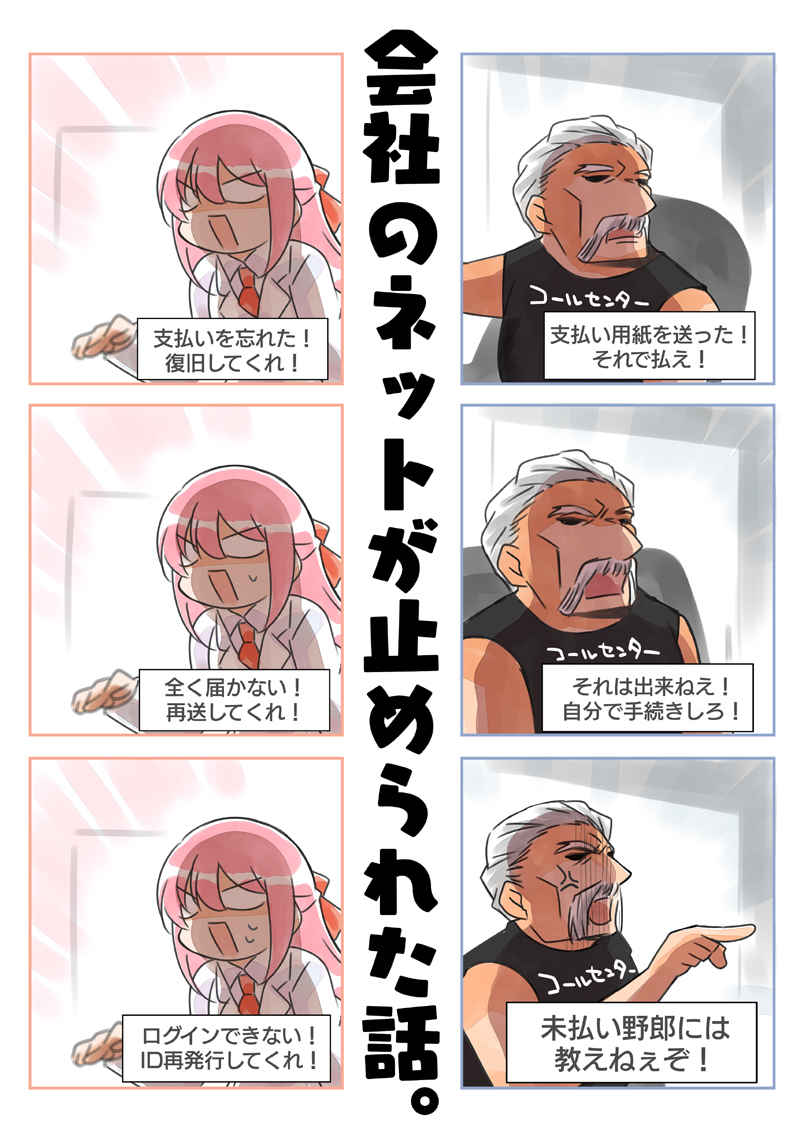 会社のネットが止められた話。
支払いを忘れた！
復旧してくれ！
コールセンター
支払い用紙を送った！
それで払え！
全く届かない！
再送してくれ！
コールセンター
それは出来ねえ！
自分で手続きしろ！
ログインできない！
ID再発行してくれ！
コールセンター
未払い野郎には
教えねぇぞ！